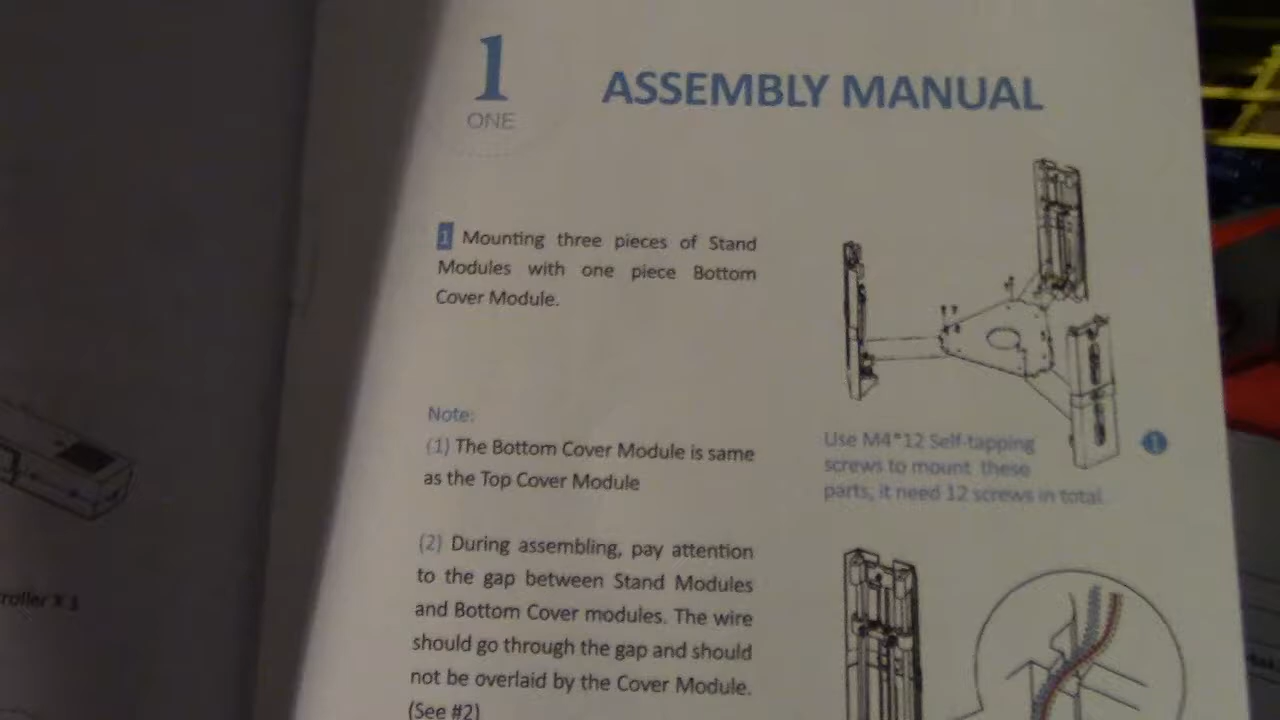 1
ONE
ASSEMBLY MANUAL
1 Mounting three pieces of Stand
Modules with one piece Bottom
Cover Module.
Note:
(1) The Bottom Cover Module is same
as the Top Cover Module
Use M4*12 Self-tapping
screws to mount these
parts, it need 12 screws in total
1
(2) During assembling, pay attention
to the gap between Stand Modules
and Bottom Cover modules. The wire
should go through the gap and should
not be overlaid by the Cover Module.
(See #2)
roller X 1